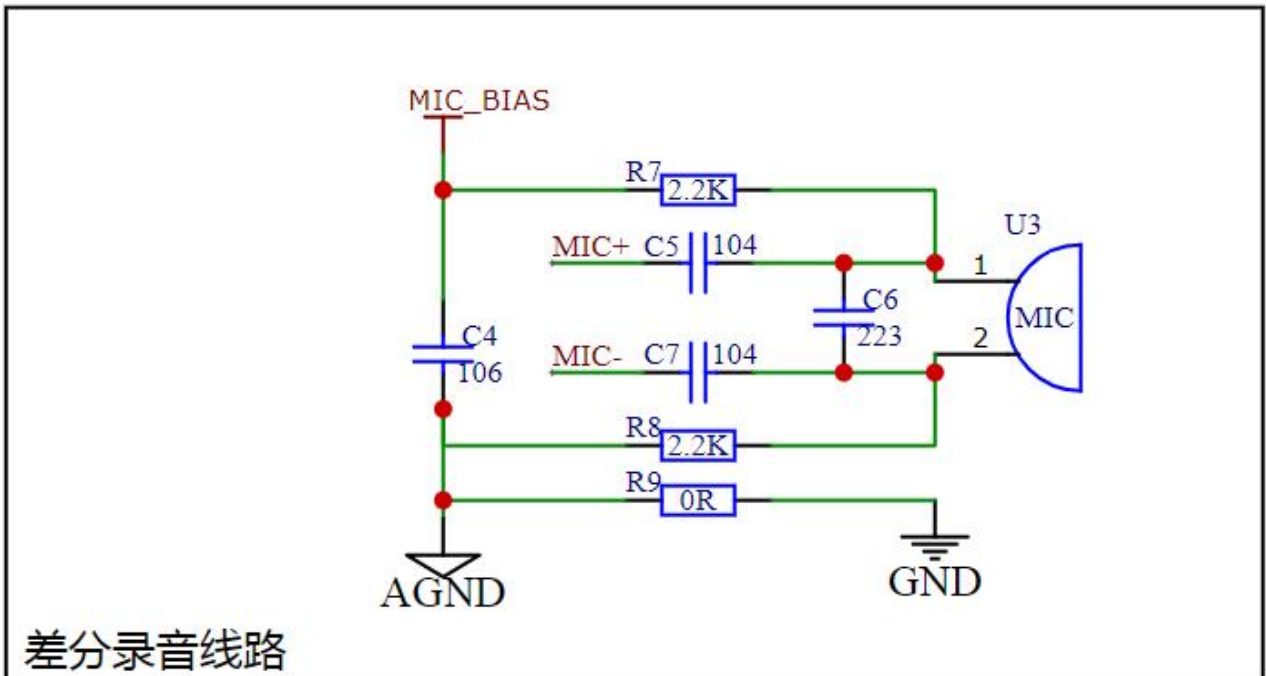 MIC_BIAS
R7
2.2K
U3
MIC+ C5 104
1
C6
MIC
223
2
C4
MIC- C7 104
106
R8
2.2K
R9
0R
AGND
GND
差分录音线路